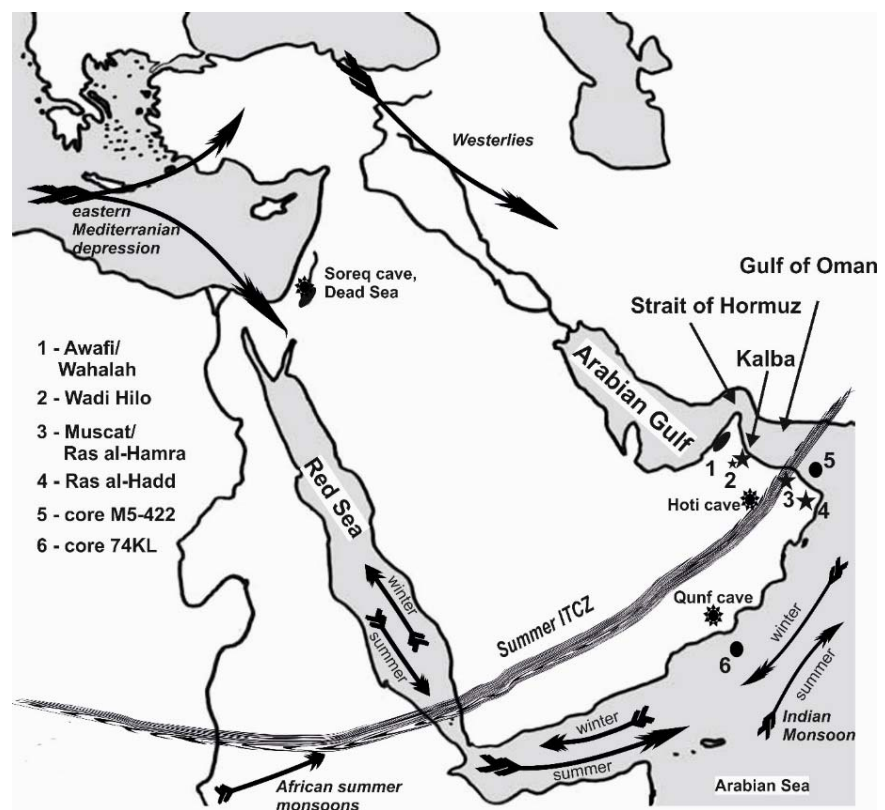 Westerlies
eastern
Mediterranean
depression
Soreq cave,
Dead Sea
Gulf of Oman
Strait of Hormuz
Kalba
1 - Awafi/
Wahalah
2 - Wadi Hilo
3 - Muscat/
Ras al-Hamra
4 - Ras al-Hadd
5 - core M5-422
6 - core 74KL
Arabian Gulf
1
2
3
4
5
Hoti cave
Red Sea
Qunf cave
6
Summer ITCZ
winter
summer
winter
summer
Indian
Monsoon
winter
summer
African summer
monsoons
Arabian Sea